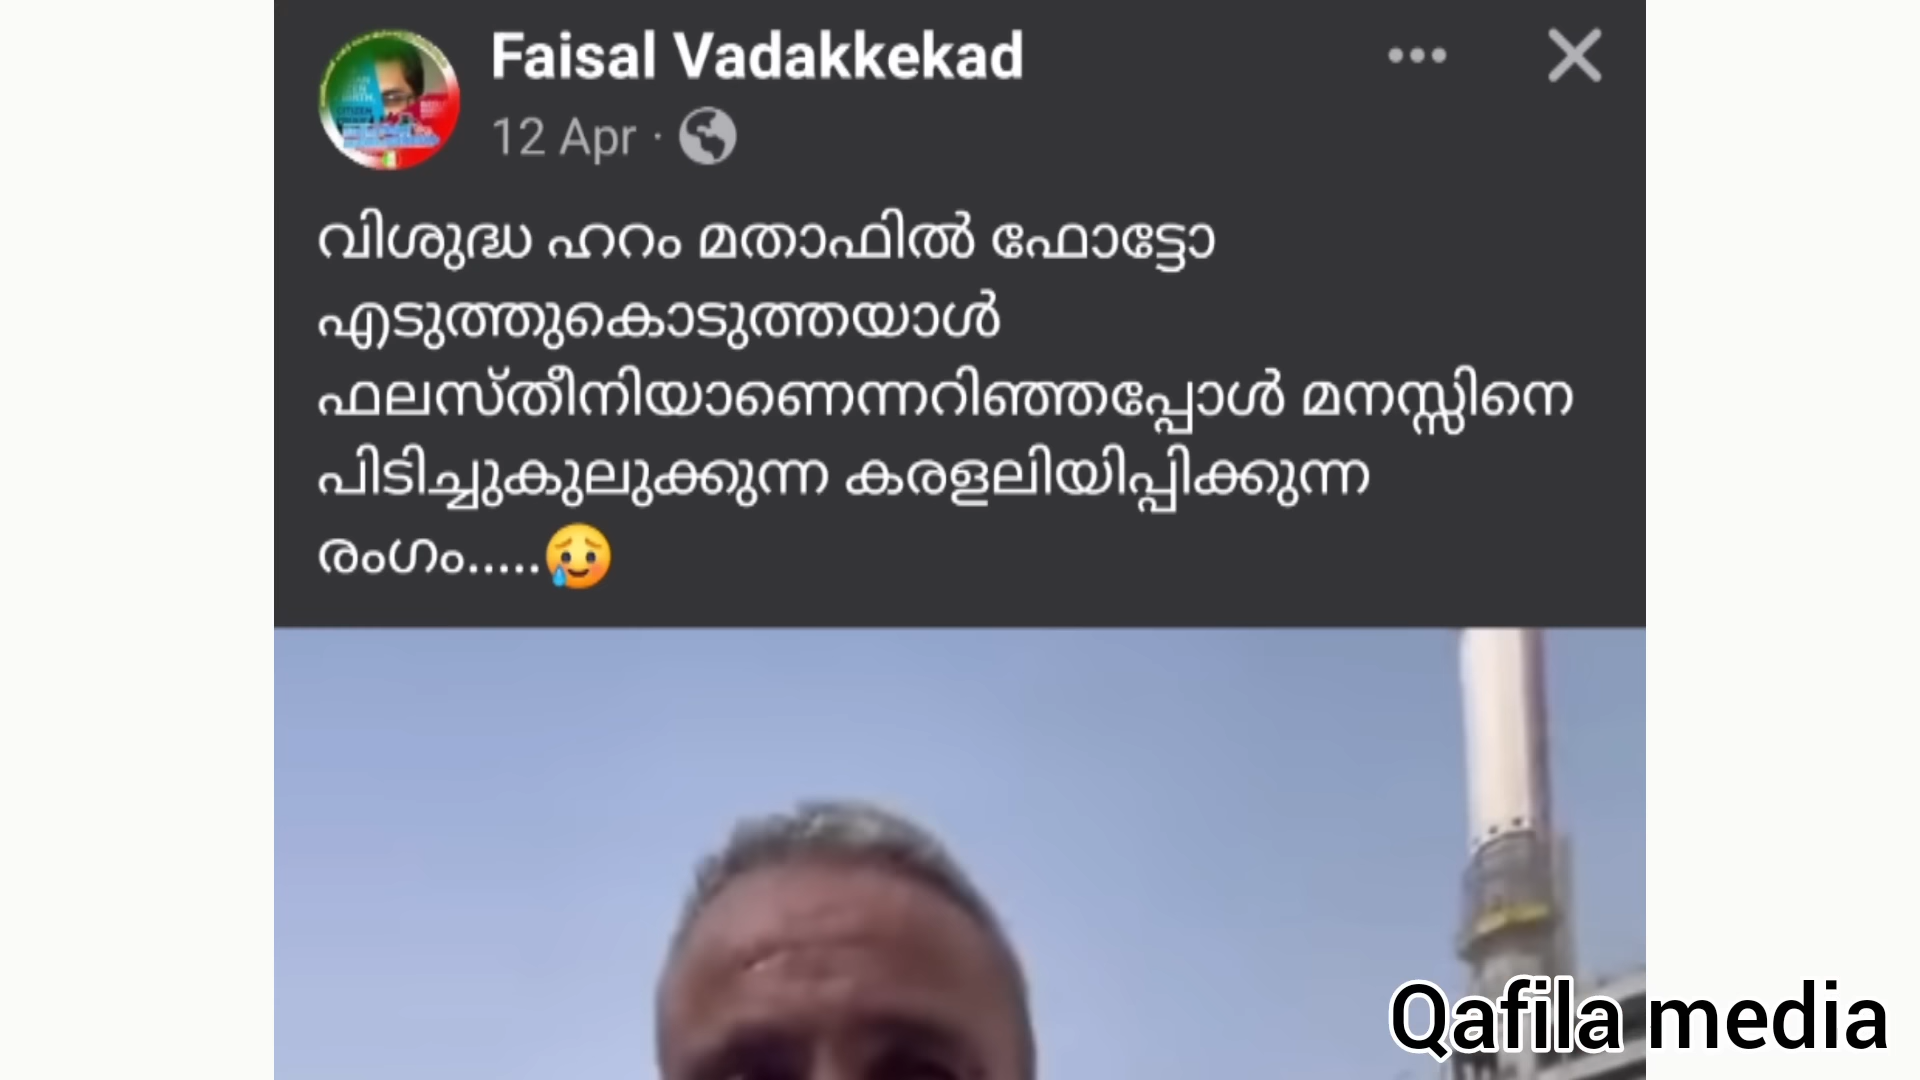 Faisal Vadakkekad
12 Apr ·
വിശുദ്ധ ഹറം മതാഫിൽ ഫോട്ടോ
എടുത്തുകൊടുത്തയാൾ
ഫലസ്തീനിയാണെന്നറിഞ്ഞപ്പോൾ മനസ്സിനെ
പിടിച്ചുകുലുക്കുന്ന കരളലിയിപ്പിക്കുന്ന
രംഗം.....🥲
Qafila media